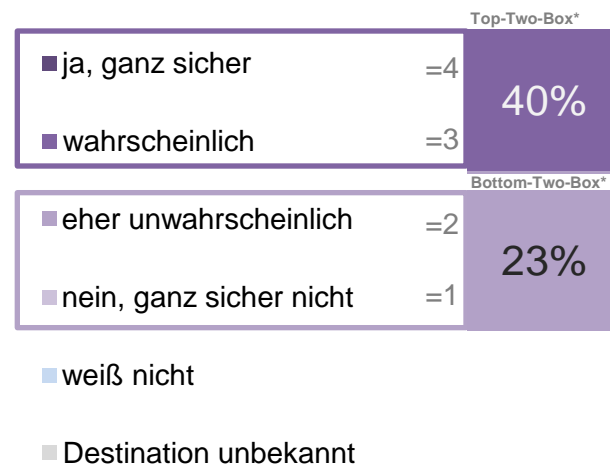 Top-Two-Box*
ja, ganz sicher =4
40%
wahrscheinlich =3
Bottom-Two-Box*
eher unwahrscheinlich =2
23%
nein, ganz sicher nicht =1
weiß nicht
Destination unbekannt